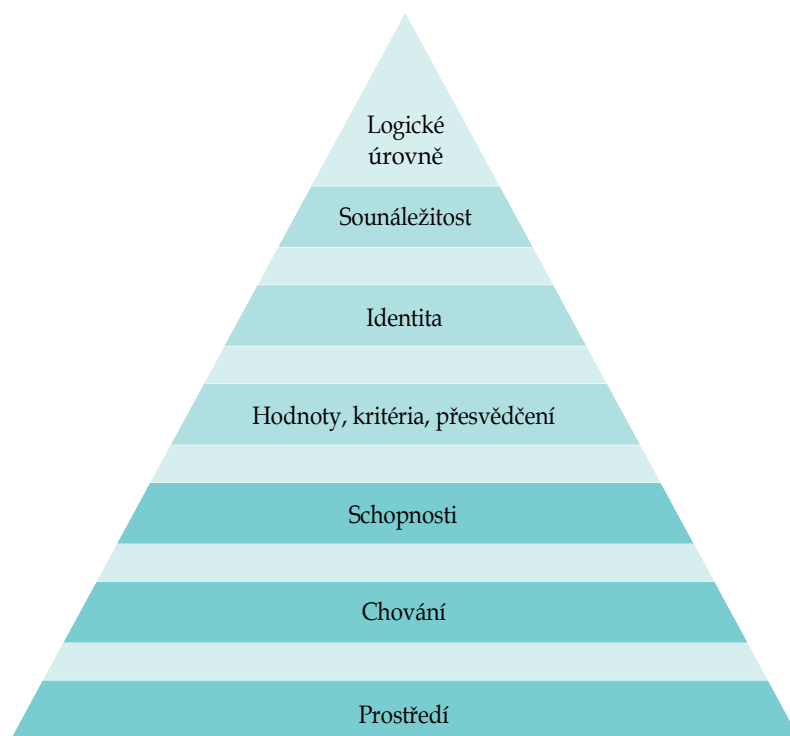 Logické
úrovně
Sounáležitost
Identita
Hodnoty, kritéria, přesvědčení
Schopnosti
Chování
Prostředí